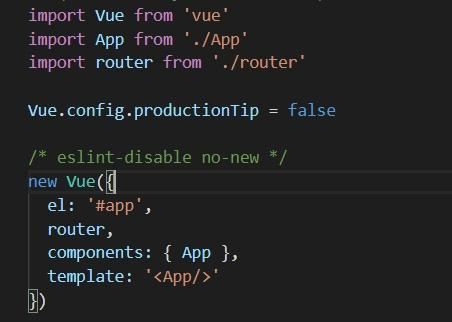 import Vue from 'vue'
import App from './App'
import router from './router'
Vue.config.productionTip = false
/* eslint-disable no-new */
new Vue({
el: '#app',
router,
components: { App },
template: '<App/>'
})